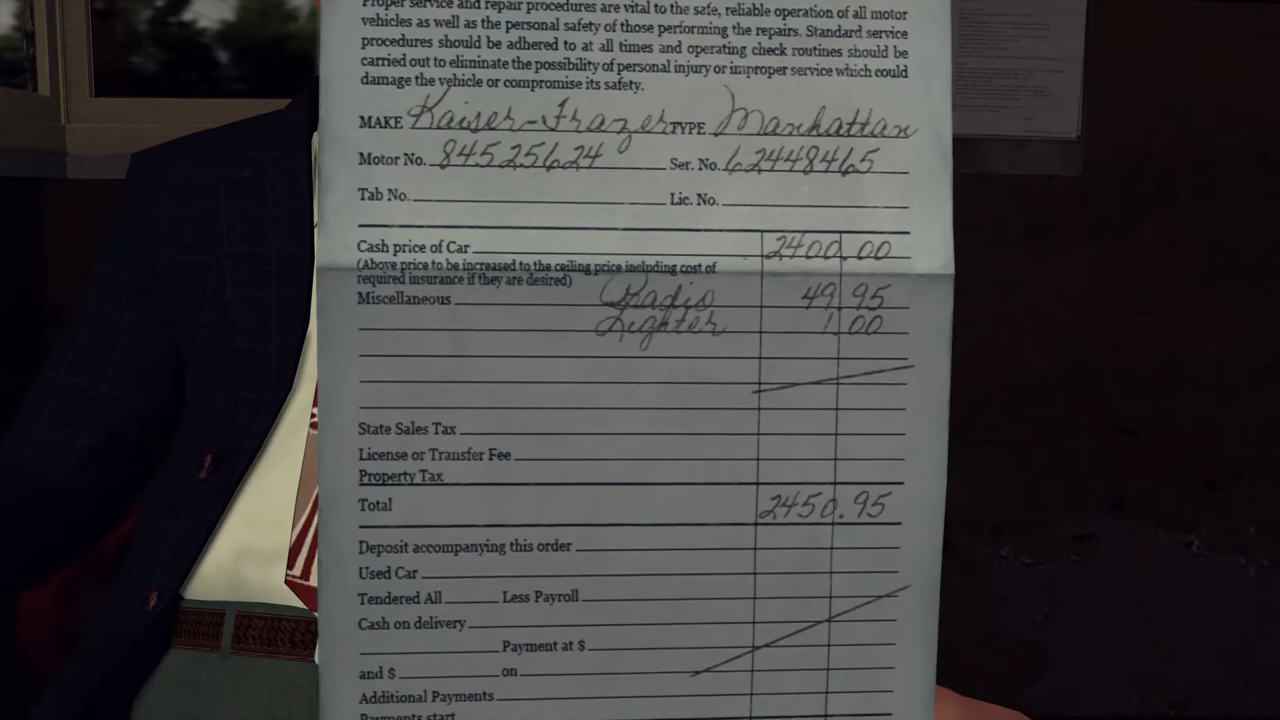 Proper service and repair procedures are vital to the safe, reliable operation of all motor
vehicles as well as the personal safety of those performing the repairs. Standard service
procedures should be adhered to at all times and operating check routines should be
carried out to eliminate the possibility of personal injury or improper service which could
damage the vehicle or compromise its safety.
MAKE Kaiser-Frazer TYPE Manhattan
Motor No. 84525624 Ser. No. 62448465
Tab No. Lic. No.
Cash price of Car 2400.00
(Above price to be increased to the ceiling price including cost of
required insurance if they are desired)
Miscellaneous Radio 49.95
Lighter 1.00
State Sales Tax
License or Transfer Fee
Property Tax
Total 2450.95
Deposit accompanying this order
Used Car
Tendered All Less Payroll
Cash on delivery
Payment at $
and $ on
Additional Payments
Payments start